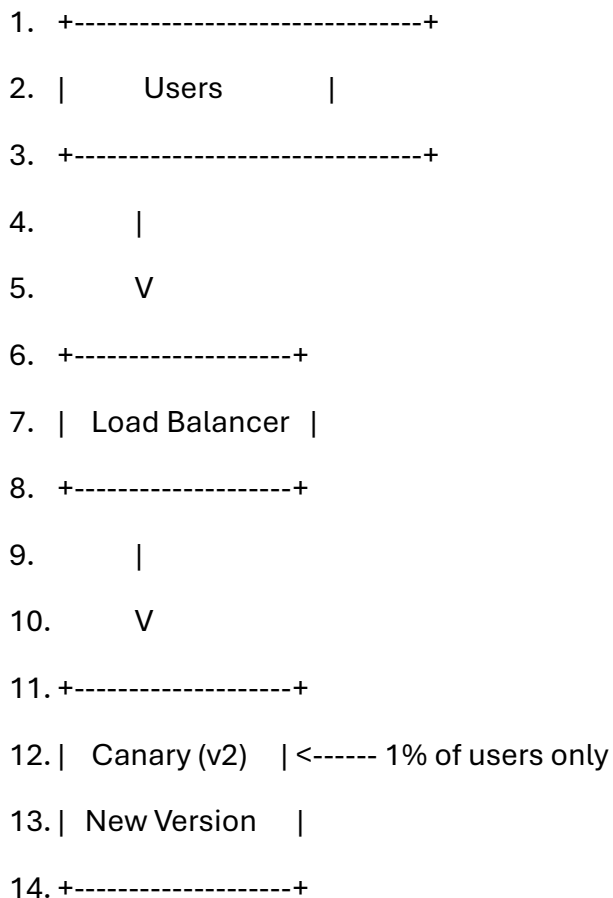 1. +--------------------------------+
2. |          Users             |
3. +--------------------------------+
4.          |
5.          V
6. +--------------------+
7. |   Load Balancer   |
8. +--------------------+
9.          |
10.          V
11. +--------------------+
12. |   Canary (v2)    | <------ 1% of users only
13. |   New Version     |
14. +--------------------+